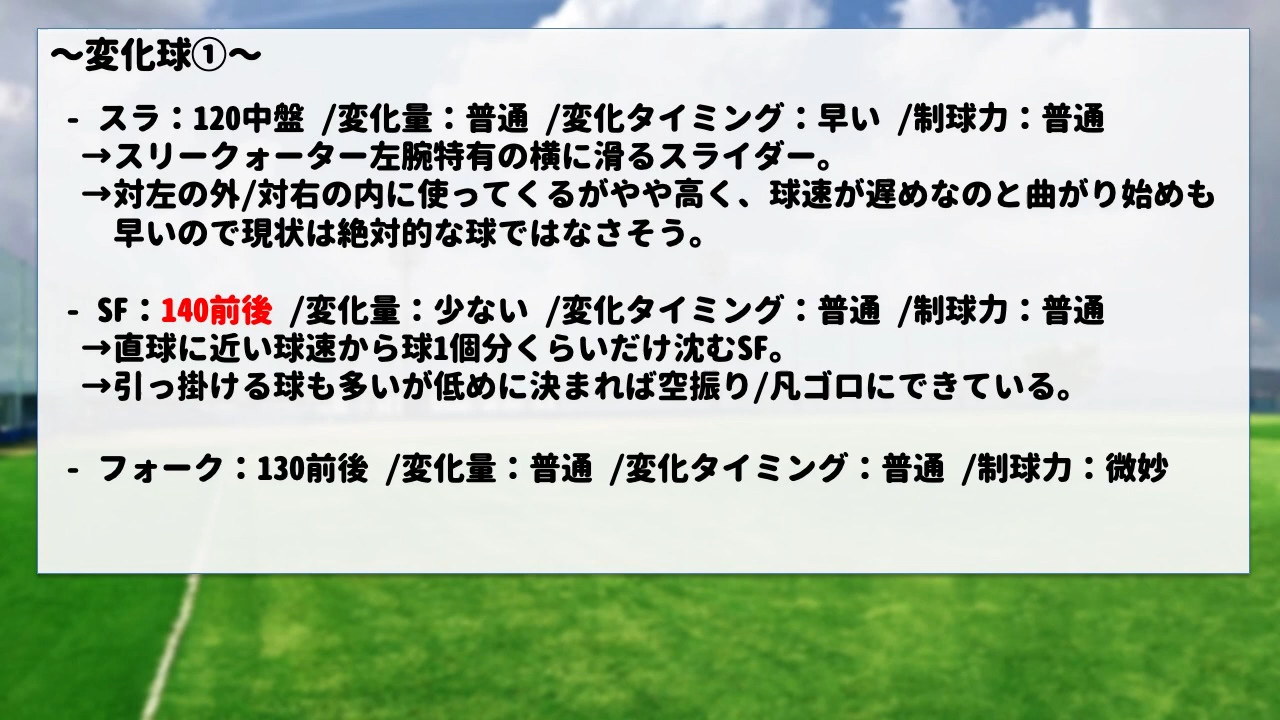 ～変化球①～
- スラ：120中盤 /変化量：普通 /変化タイミング：早い /制球力：普通
→スリークォーター左腕特有の横に滑るスライダー。
→対左の外/対右の内に使ってくるがやや高く、球速が遅めなのと曲がり始めも
早いので現状は絶対的な球ではなさそう。
- SF：140前後 /変化量：少ない /変化タイミング：普通 /制球力：普通
→直球に近い球速から球1個分くらいだけ沈むSF。
→引っ掛ける球も多いが低めに決まれば空振り/凡ゴロにできている。
- フォーク：130前後 /変化量：普通 /変化タイミング：普通 /制球力：微妙